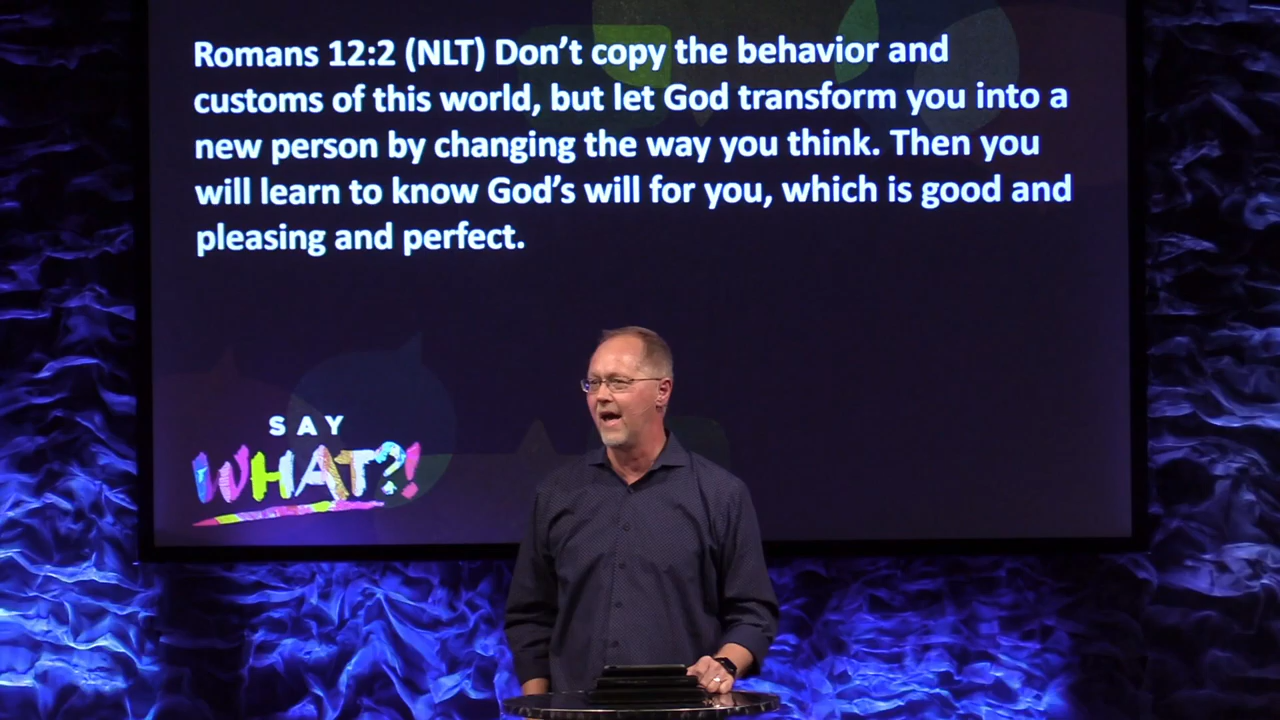 Romans 12:2 (NLT) Don’t copy the behavior and
customs of this world, but let God transform you into a
new person by changing the way you think. Then you
will learn to know God’s will for you, which is good and
pleasing and perfect.
SAY
WHAT?!